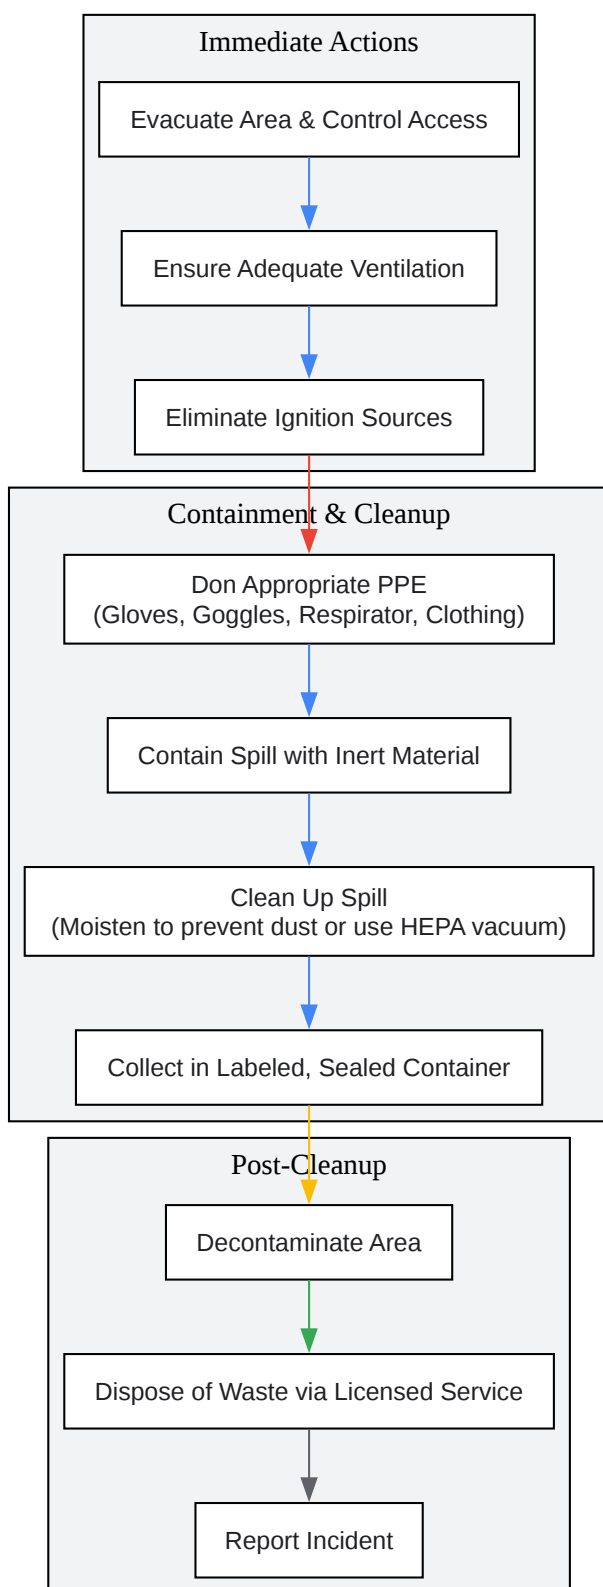 Immediate Actions
Evacuate Area & Control Access
Ensure Adequate Ventilation
Eliminate Ignition Sources
Containment & Cleanup
Don Appropriate PPE
(Gloves, Goggles, Respirator, Clothing)
Contain Spill with Inert Material
Clean Up Spill
(Moisten to prevent dust or use HEPA vacuum)
Collect in Labeled, Sealed Container
Post-Cleanup
Decontaminate Area
Dispose of Waste via Licensed Service
Report Incident